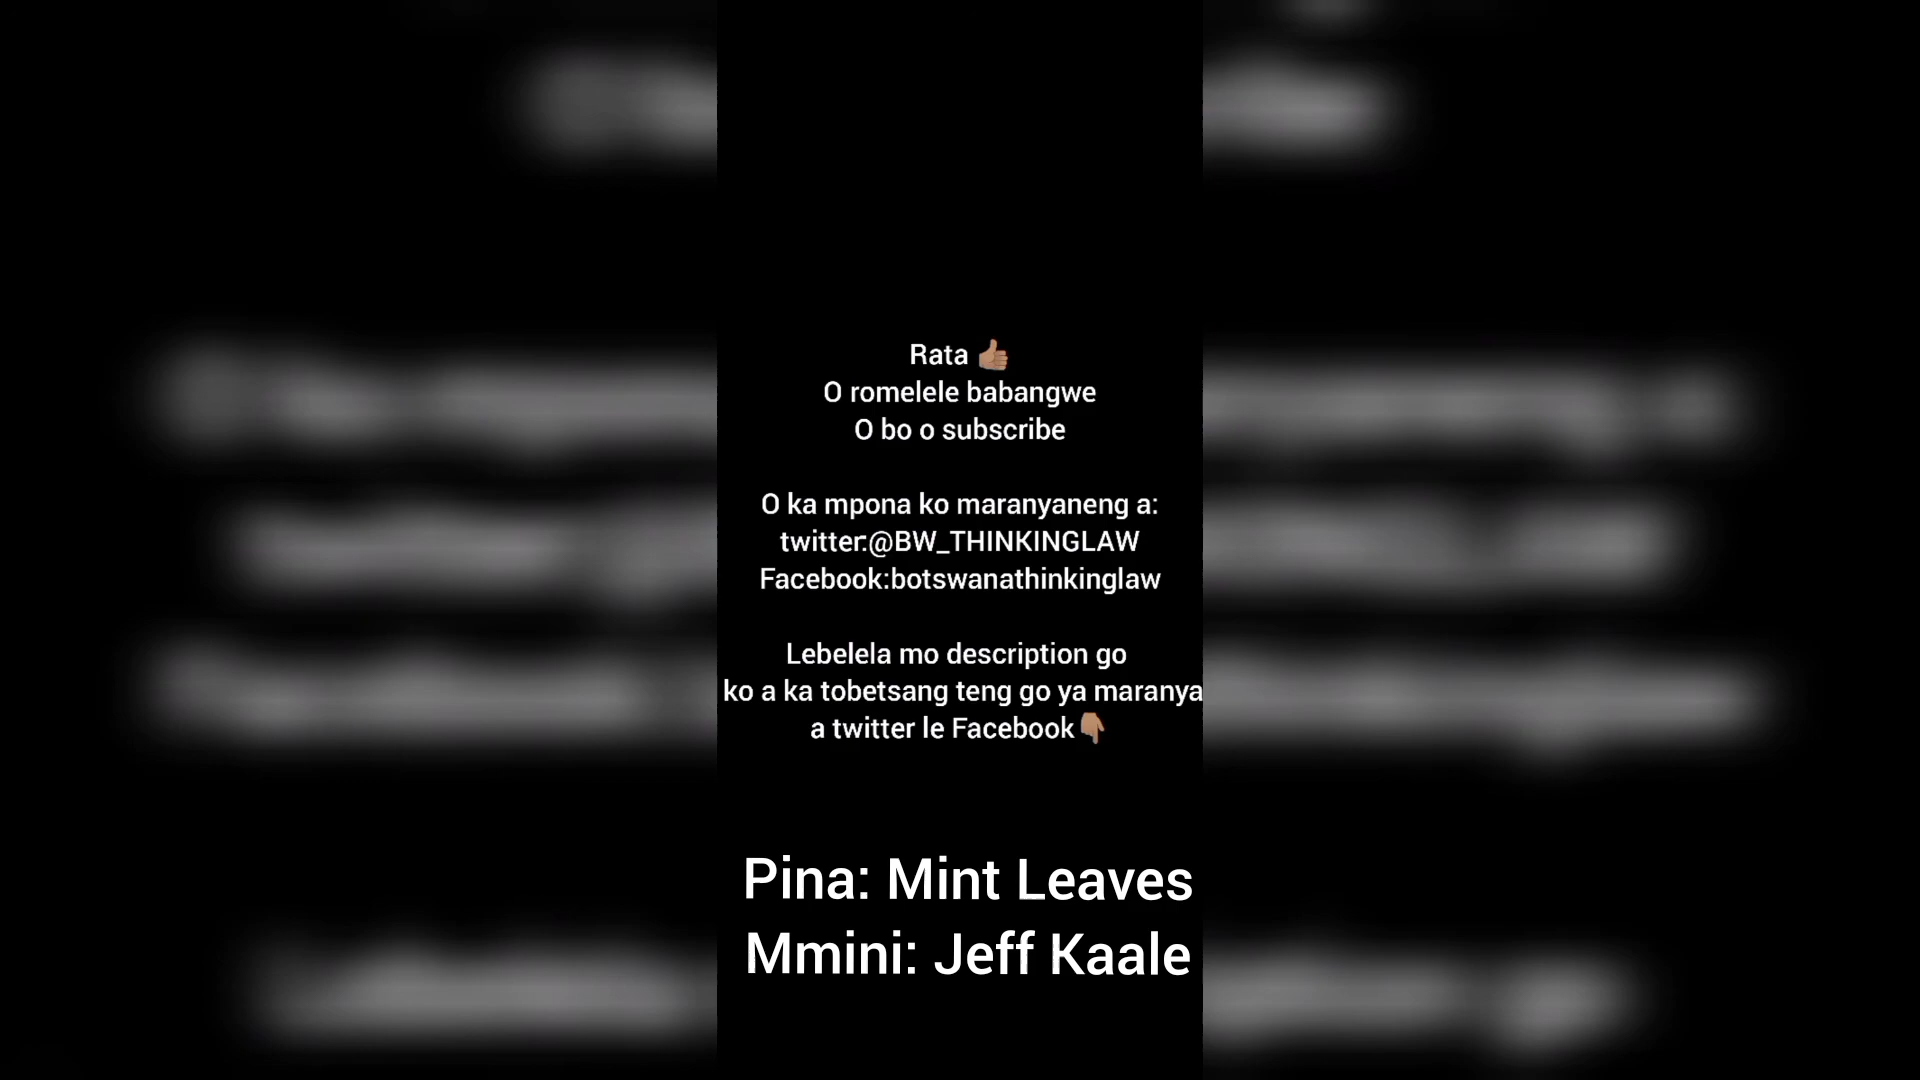 Rata 👍🏽
O romelele babangwe
O bo o subscribe
O ka mpona ko maranyaneng a:
twitter:@BW_THINKINGLAW
Facebook:botswanathinkinglaw
Lebelela mo description go
ko a ka tobetsang teng go ya maranya
a twitter le Facebook👇🏽
Pina: Mint Leaves
Mmini: Jeff Kaale